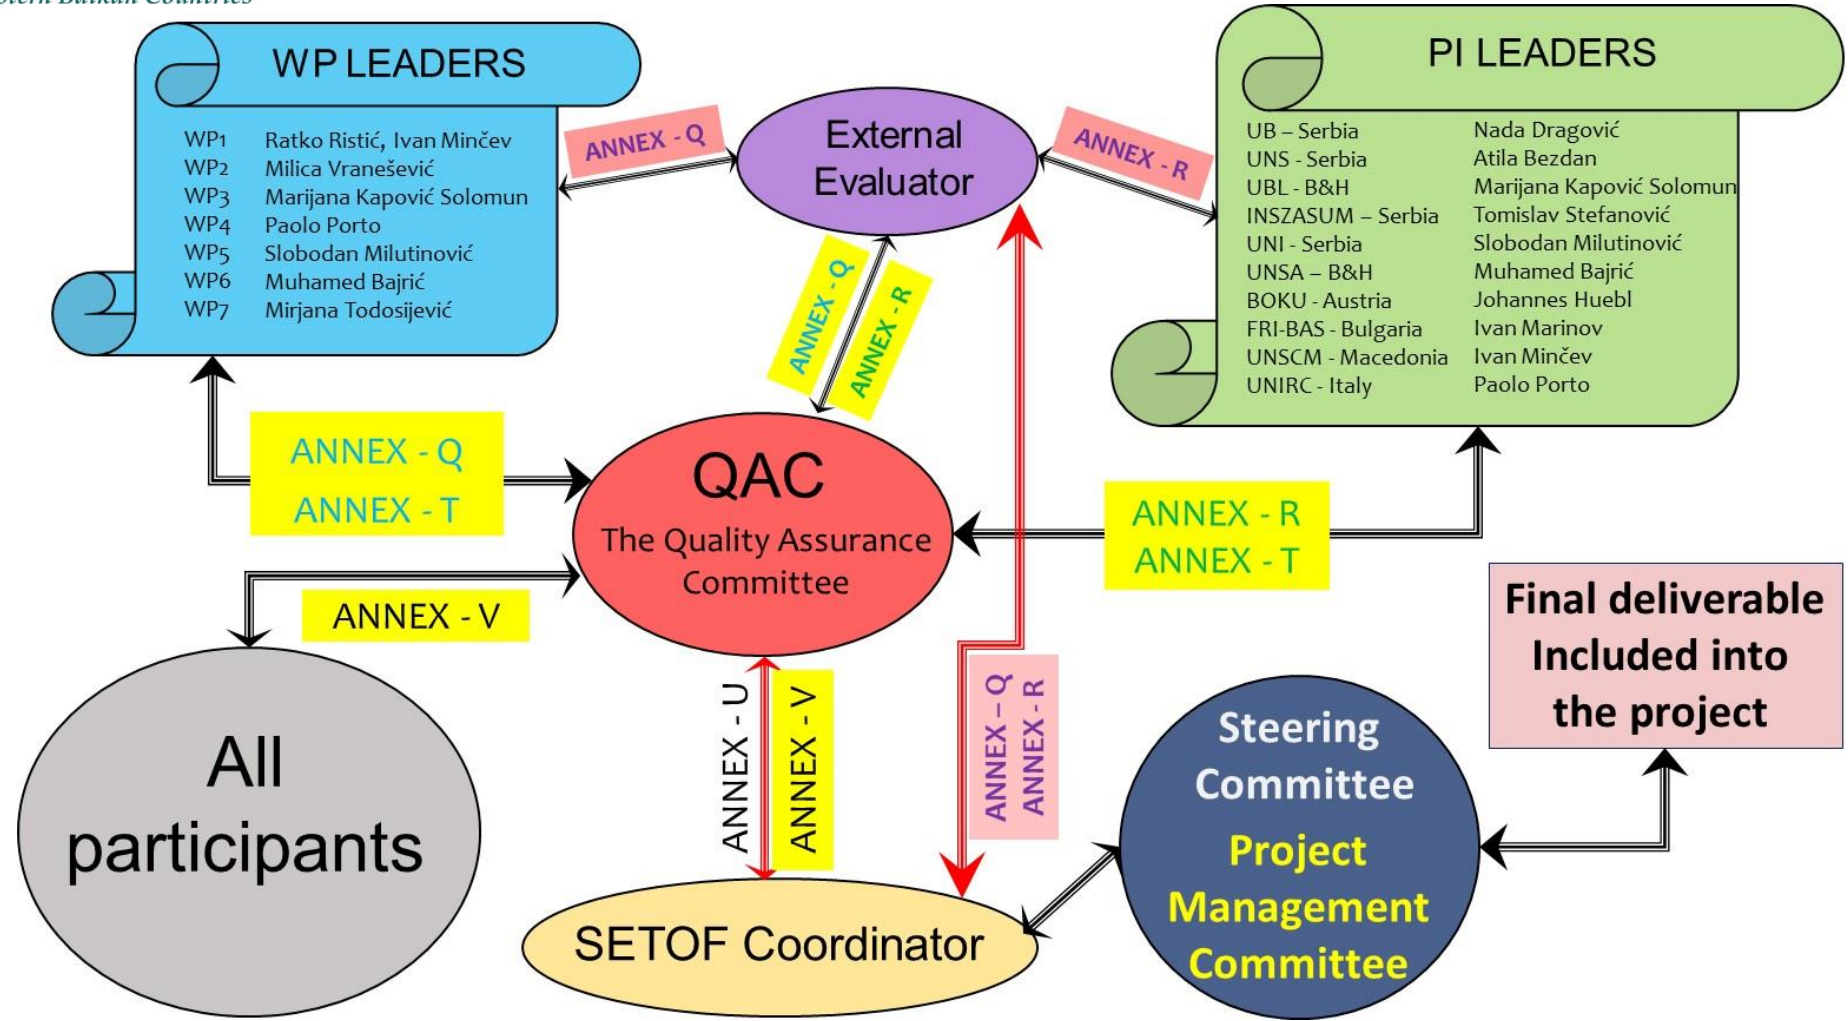 Balkan Countries
WP LEADERS
WP1 Ratko Ristić, Ivan Minčev
WP2 Milica Vranešević
WP3 Marijana Kapović Solomun
WP4 Paolo Porto
WP5 Slobodan Milutinović
WP6 Muhamed Bajrić
WP7 Mirjana Todosijević
ANNEX - Q
External
Evaluator
ANNEX - R
PI LEADERS
UB – Serbia Nada Dragović
UNS - Serbia Atila Bezdan
UBL - B&H Marijana Kapović Solomun
INSZASUM – Serbia Tomislav Stefanović
UNI - Serbia Slobodan Milutinović
UNSA – B&H Muhamed Bajrić
BOKU - Austria Johannes Huebl
FRI-BAS - Bulgaria Ivan Marinov
UNSCM - Macedonia Ivan Minčev
UNIRC - Italy Paolo Porto
ANNEX - Q
ANNEX - R
ANNEX - Q
ANNEX - T
QAC
The Quality Assurance
Committee
ANNEX - R
ANNEX - T
ANNEX - V
All
participants
ANNEX - U
ANNEX - V
ANNEX – Q
ANNEX - R
SETOF Coordinator
Steering
Committee
Project
Management
Committee
Final deliverable
Included into
the project